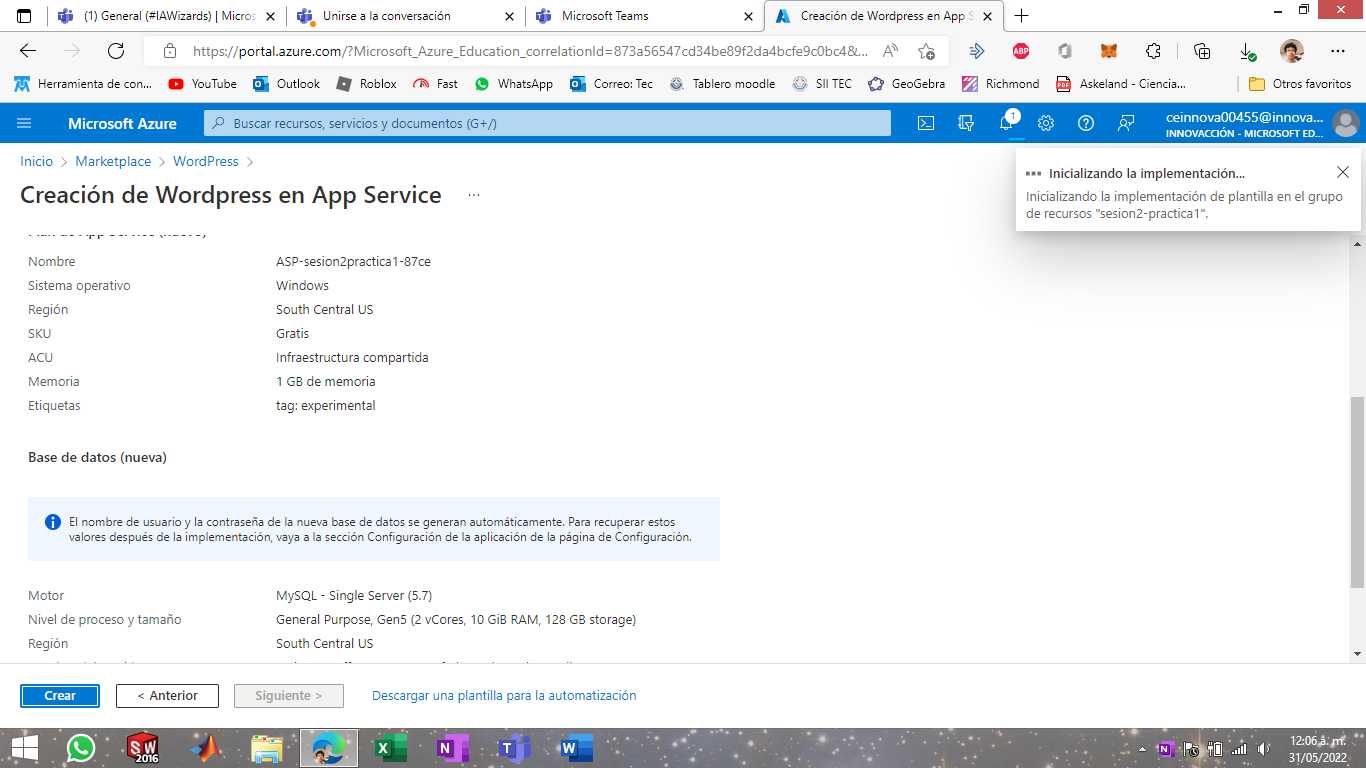 (1) General (#IAWizards) | Micros
Unirse a la conversación
Microsoft Teams
Creación de Wordpress en App S
https://portal.azure.com/?Microsoft_Azure_Education_correlationId=873a56547cd34be89f2da4bcfe9c0bc4&...
ABP
Herramienta de con...
YouTube
Outlook
Roblox
Fast
WhatsApp
Correo: Tec
Tablero moodle
SII TEC
GeoGebra
Richmond
Askeland - Ciencia...
Otros favoritos
Microsoft Azure
Buscar recursos, servicios y documentos (G+/)
1
ceinnova00455@innova...
INNOVACCIÓN - MICROSOFT ED...
Inicio > Marketplace > WordPress >
Creación de Wordpress en App Service ...
Inicializando la implementación...
Inicializando la implementación de plantilla en el grupo
de recursos "sesion2-practica1".
Plan de App Service (nuevo)
Nombre ASP-sesion2practica1-87ce
Sistema operativo Windows
Región South Central US
SKU Gratis
ACU Infraestructura compartida
Memoria 1 GB de memoria
Etiquetas tag: experimental
Base de datos (nueva)
El nombre de usuario y la contraseña de la nueva base de datos se generan automáticamente. Para recuperar estos
valores después de la implementación, vaya a la sección Configuración de la aplicación de la página de Configuración.
Motor MySQL - Single Server (5.7)
Nivel de proceso y tamaño General Purpose, Gen5 (2 vCores, 10 GiB RAM, 128 GB storage)
Región South Central US
Crear
< Anterior
Siguiente >
Descargar una plantilla para la automatización
SW
2016
12:06 a. m.
31/05/2022